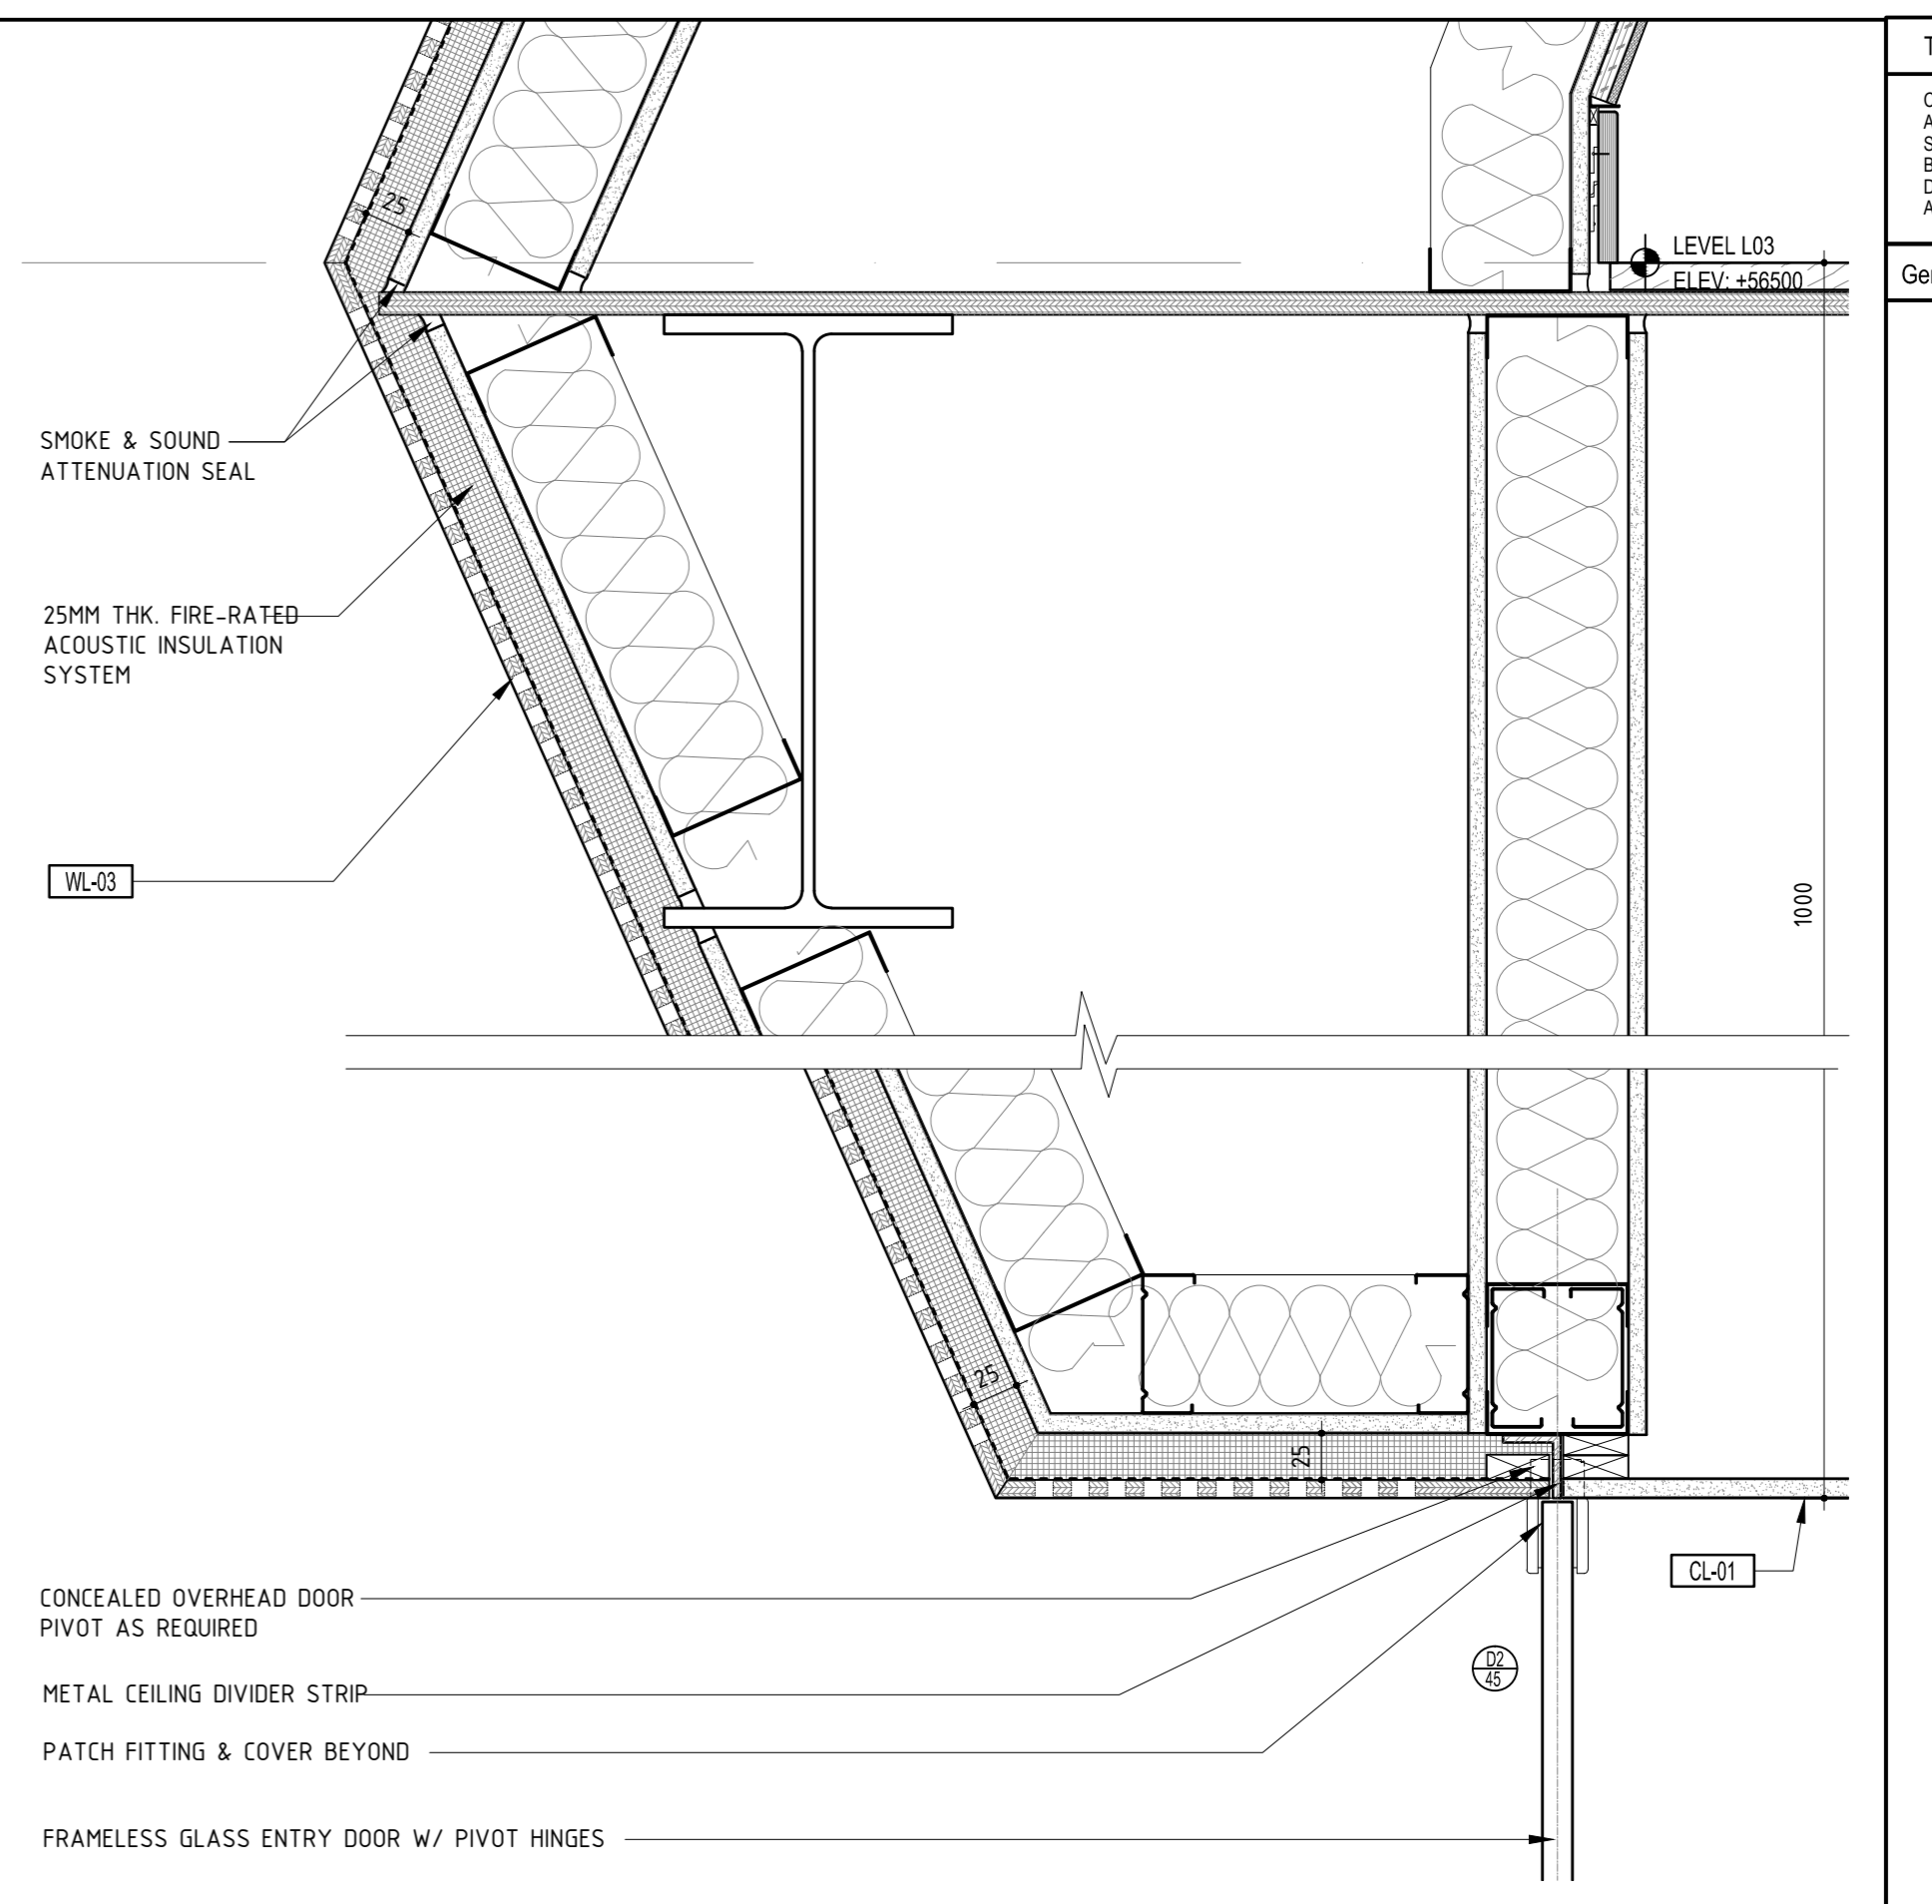 25
LEVEL L03
ELEV: +56500
SMOKE & SOUND
ATTENUATION SEAL
25MM THK. FIRE-RATED
ACOUSTIC INSULATION
SYSTEM
WL-03
1000
25
25
CONCEALED OVERHEAD DOOR
PIVOT AS REQUIRED
CL-01
D2
45
METAL CEILING DIVIDER STRIP
PATCH FITTING & COVER BEYOND
FRAMELESS GLASS ENTRY DOOR W/ PIVOT HINGES